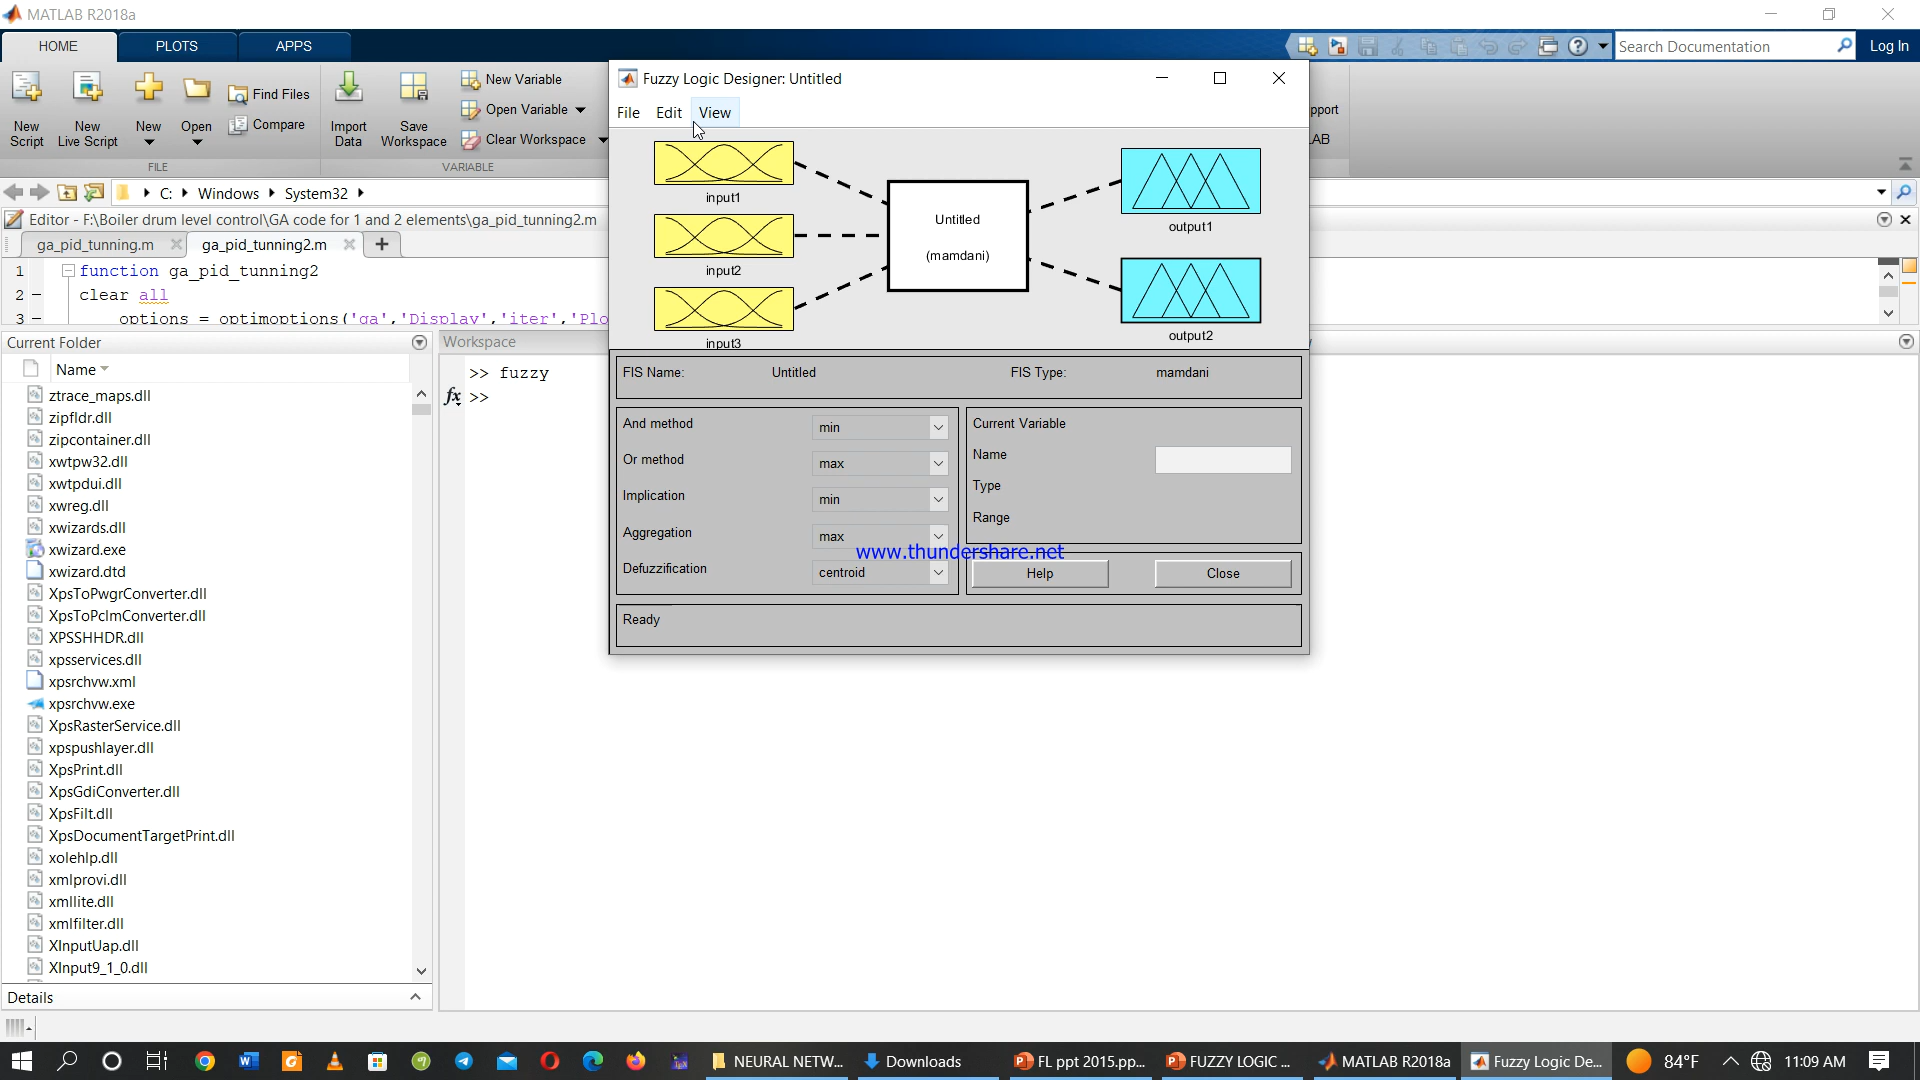 MATLAB R2018a
HOME PLOTS APPS
Search Documentation Log In
Fuzzy Logic Designer: Untitled
File Edit View
New Script
New Live Script
New
Open
Find Files
Compare
Import Data
Save Workspace
New Variable
Open Variable
Clear Workspace
FILE
VARIABLE
C: Windows System32
Editor - F:\Boiler drum level control\GA code for 1 and 2 elements\ga_pid_tunning2.m
ga_pid_tunning.m ga_pid_tunning2.m
1 function ga_pid_tunning2
2 clear all
3 options = optimoptions('ga','Display','iter','Plo
input1
input2
input3
Untitled
(mamdani)
output1
output2
FIS Name: Untitled FIS Type: mamdani
And method min
Or method max
Implication min
Aggregation max
Defuzzification centroid
Current Variable
Name
Type
Range
Help Close
www.thundershare.net
Ready
Current Folder
Name
ztrace_maps.dll
zipfldr.dll
zipcontainer.dll
xwtpw32.dll
xwtpdui.dll
xwreg.dll
xwizards.dll
xwizard.exe
xwizard.dtd
XpsToPwgrConverter.dll
XpsToPclmConverter.dll
XPSSHHDR.dll
xpsservices.dll
xpsrchvw.xml
xpsrchvw.exe
XpsRasterService.dll
xpspushlayer.dll
XpsPrint.dll
XpsGdiConverter.dll
XpsFilt.dll
XpsDocumentTargetPrint.dll
xolehlp.dll
xmlprovi.dll
xmllite.dll
xmlfilter.dll
XInputUap.dll
XInput9_1_0.dll
Details
Workspace
>> fuzzy
fx >>
NEURAL NETW... Downloads FL ppt 2015.pp... FUZZY LOGIC ... MATLAB R2018a Fuzzy Logic De... 84°F 11:09 AM